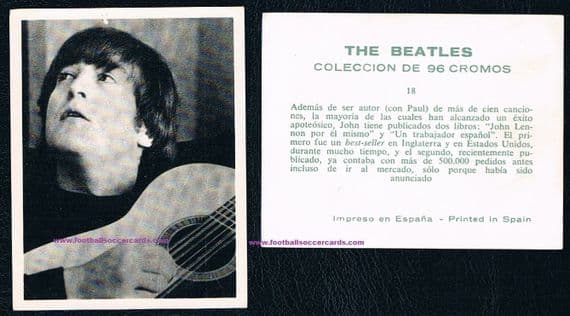 www.footballsoccercards.com
THE BEATLES
COLECCION DE 96 CROMOS
18
Además de ser autor (con Paul) de más de cien cancio-
nes, la mayoría de las cuales han alcanzado un éxito
apoteósico, John tiene publicados dos libros: "John Len-
non por él mismo" y "Un trabajador español". El pri-
mero fue un best-seller en Inglaterra y en Estados Unidos,
durante mucho tiempo, y el segundo, recientemente pu-
blicado, ya contaba con más de 500.000 pedidos antes
incluso de ir al mercado, sólo porque había sido
anunciado
Impreso en España - Printed in Spain
www.footballsoccercards.com